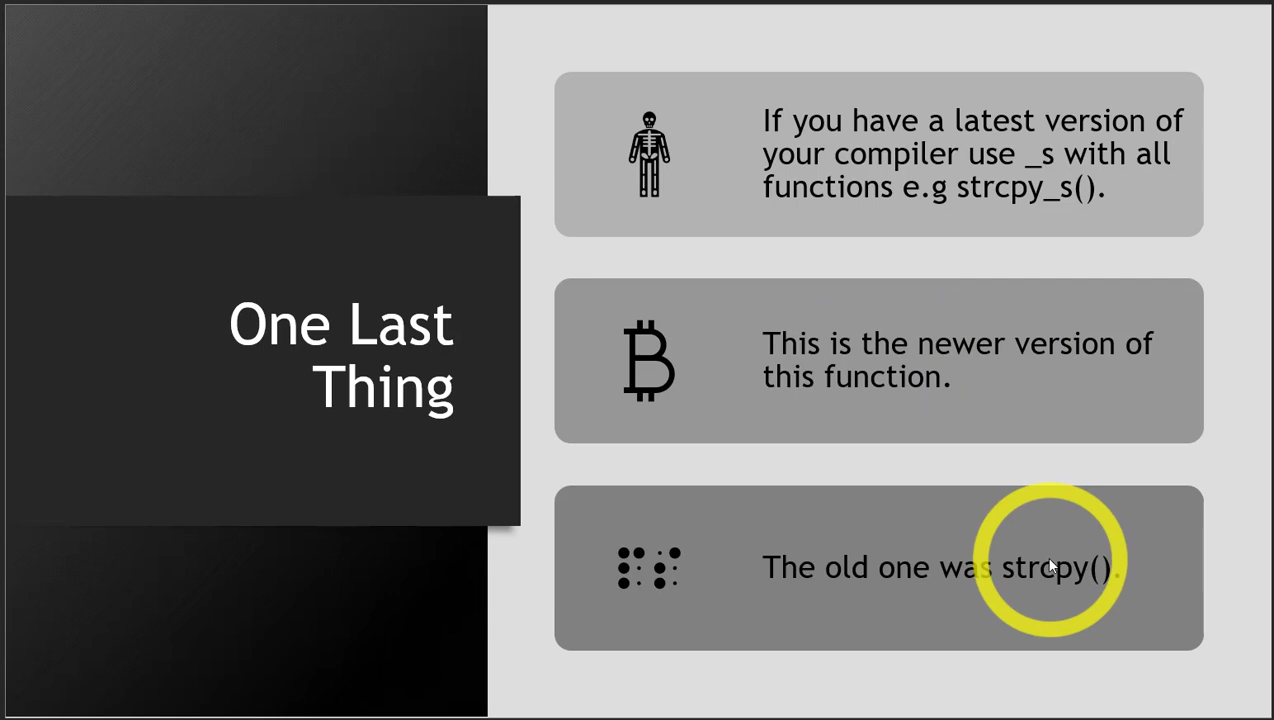 One Last
Thing
If you have a latest version of
your compiler use _s with all
functions e.g strcpy_s().
This is the newer version of
this function.
The old one was strcpy().